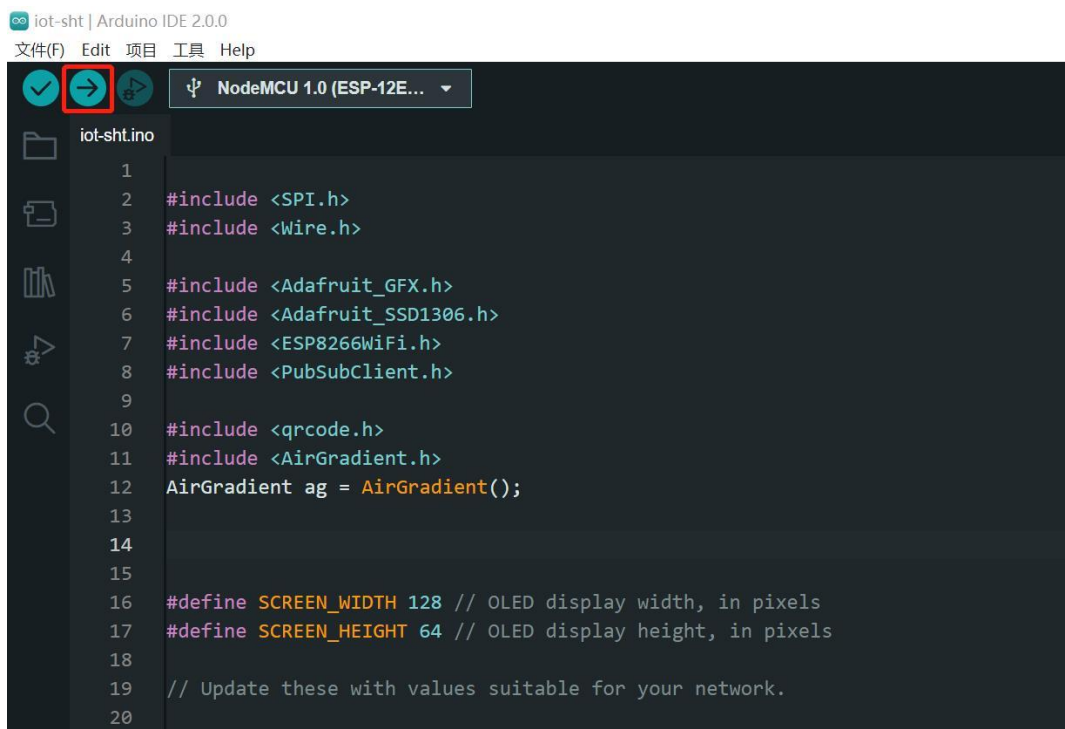 iot-sht | Arduino IDE 2.0.0
文件(F) Edit 项目 工具 Help
NodeMCU 1.0 (ESP-12E...
iot-sht.ino
1
2 #include <SPI.h>
3 #include <Wire.h>
4
5 #include <Adafruit_GFX.h>
6 #include <Adafruit_SSD1306.h>
7 #include <ESP8266WiFi.h>
8 #include <PubSubClient.h>
9
10 #include <qrcode.h>
11 #include <AirGradient.h>
12 AirGradient ag = AirGradient();
13
14
15
16 #define SCREEN_WIDTH 128 // OLED display width, in pixels
17 #define SCREEN_HEIGHT 64 // OLED display height, in pixels
18
19 // Update these with values suitable for your network.
20